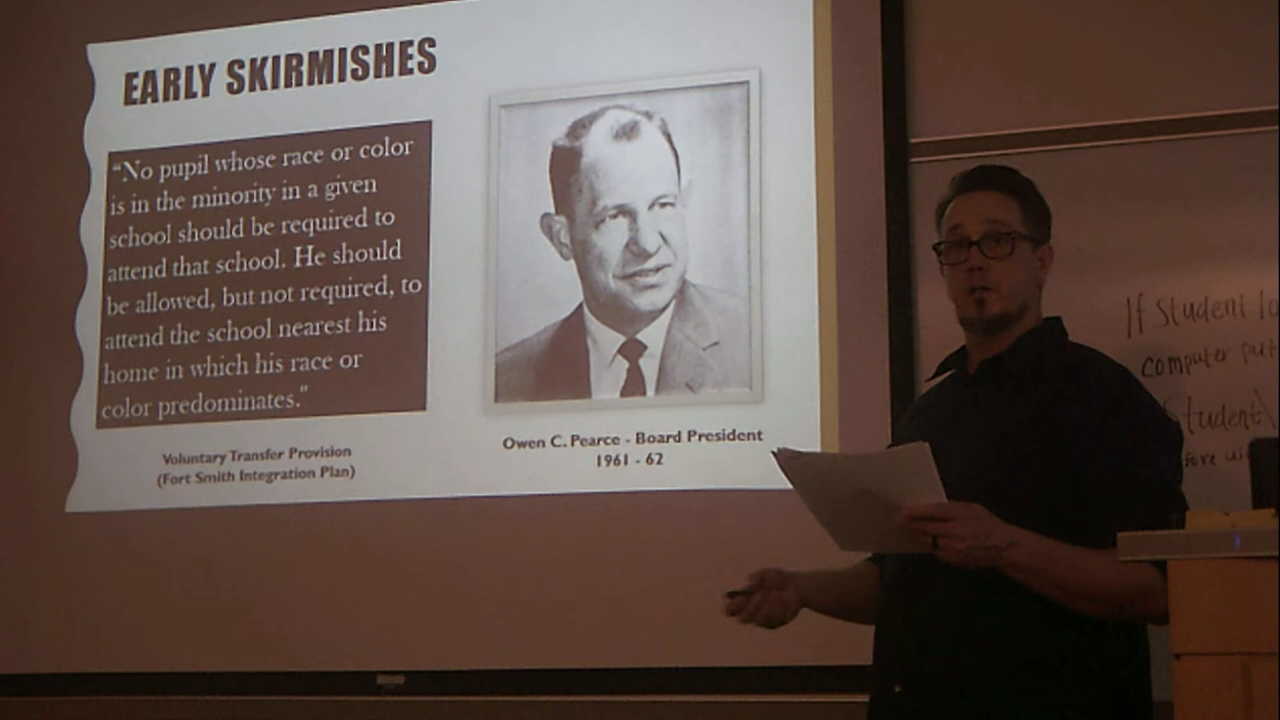 EARLY SKIRMISHES
“No pupil whose race or color
is in the minority in a given
school should be required to
attend that school. He should
be allowed, but not required, to
attend the school nearest his
home in which his race or
color predominates.”
Voluntary Transfer Provision
(Fort Smith Integration Plan)
Owen C. Pearce - Board President
1961 - 62
If Student
computer put
Student